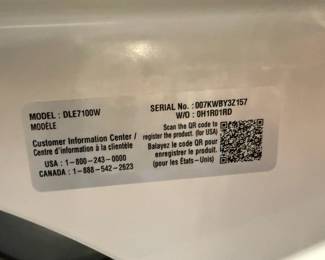 MODEL : DLE7100W
MODÈLE
SERIAL No. : 007KWBY3Z157
W/O : 0H1R01RD
Customer Information Center /
Centre d'information à la clientèle
USA : 1-800-243-0000
CANADA : 1-888-542-2623
Scan the QR code to
register the product. (for USA)
Balayez le code QR pour
enregistrer le produit.
(pour les États-Unis)